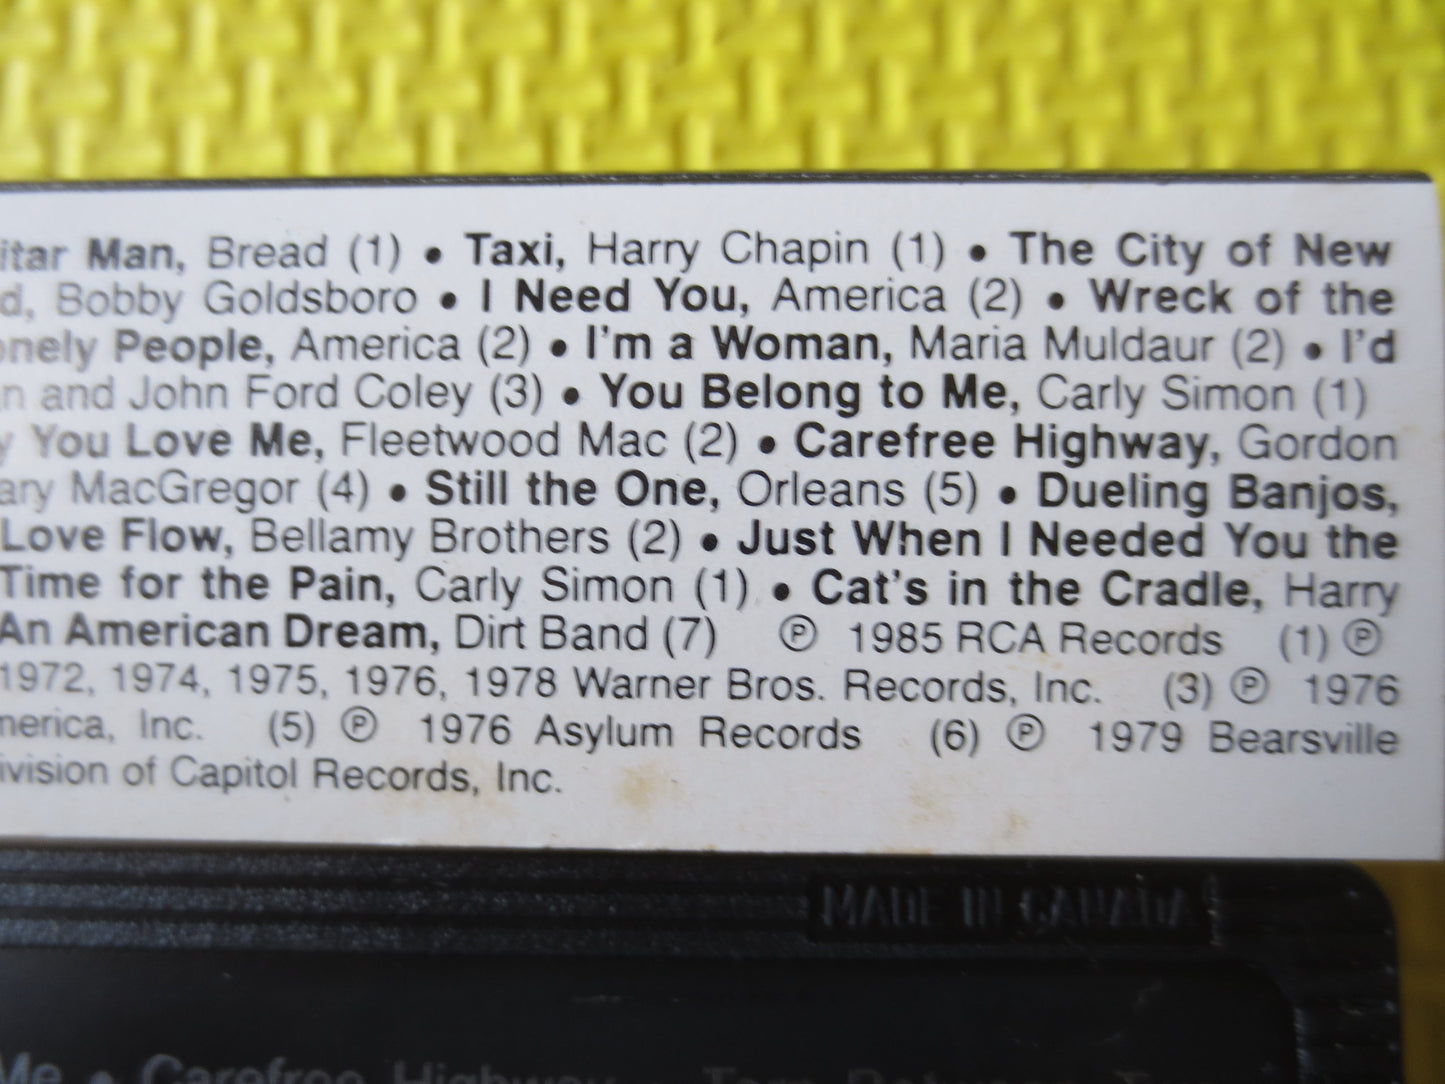 itar Man, Bread (1) • Taxi, Harry Chapin (1) • The City of New
d, Bobby Goldsboro • I Need You, America (2) • Wreck of the
onely People, America (2) • I'm a Woman, Maria Muldaur (2) • I'd
n and John Ford Coley (3) • You Belong to Me, Carly Simon (1)
y You Love Me, Fleetwood Mac (2) • Carefree Highway, Gordon
ary MacGregor (4) • Still the One, Orleans (5) • Dueling Banjos,
Love Flow, Bellamy Brothers (2) • Just When I Needed You the
Time for the Pain, Carly Simon (1) • Cat's in the Cradle, Harry
An American Dream, Dirt Band (7) ℗ 1985 RCA Records (1) ℗
1972, 1974, 1975, 1976, 1978 Warner Bros. Records, Inc. (3) ℗ 1976
merica, Inc. (5) ℗ 1976 Asylum Records (6) ℗ 1979 Bearsville
ivision of Capitol Records, Inc.
MADE IN CANADA
Me • Carefree Highway